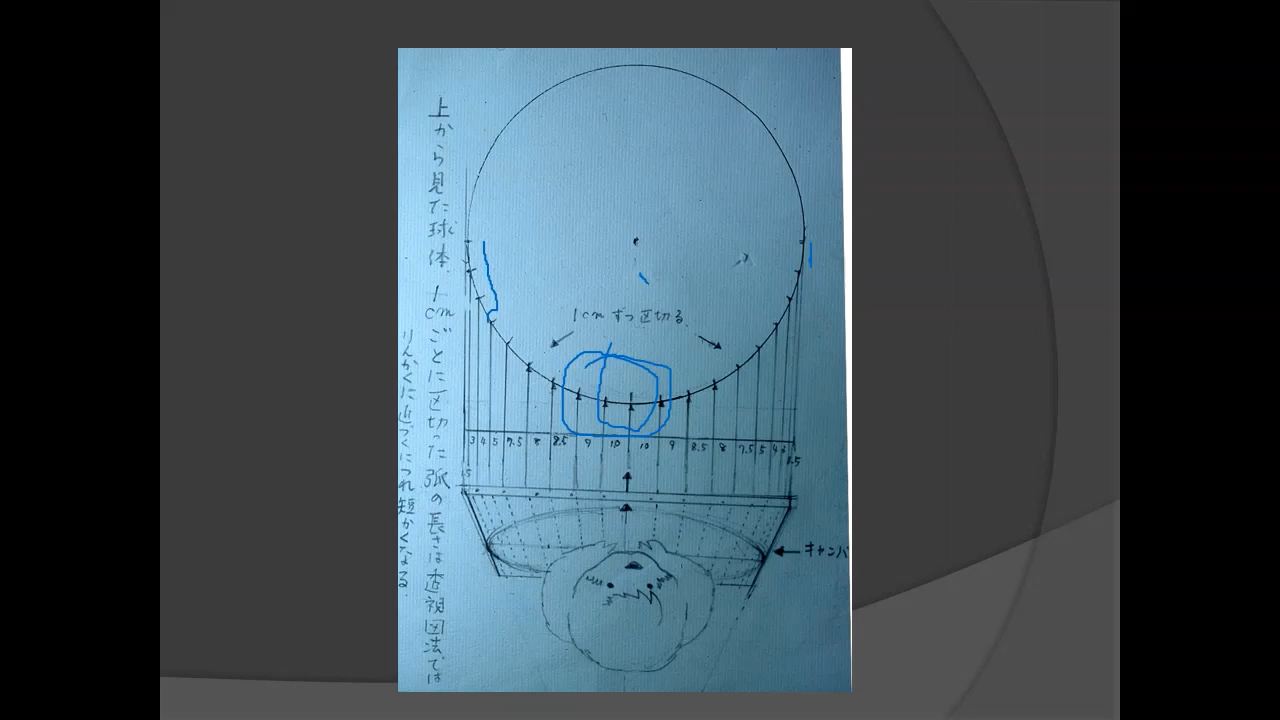 上から見た球体.1cmごとに区切った弧の長さは透視図法では
りんかくに近づくにつれ短かくなる.
1cmずつ区切る.
3 4 5 7.5 8 8.5 9 10 10 9 8.5 8 7.5 5 4 3
2.5
キャンバ